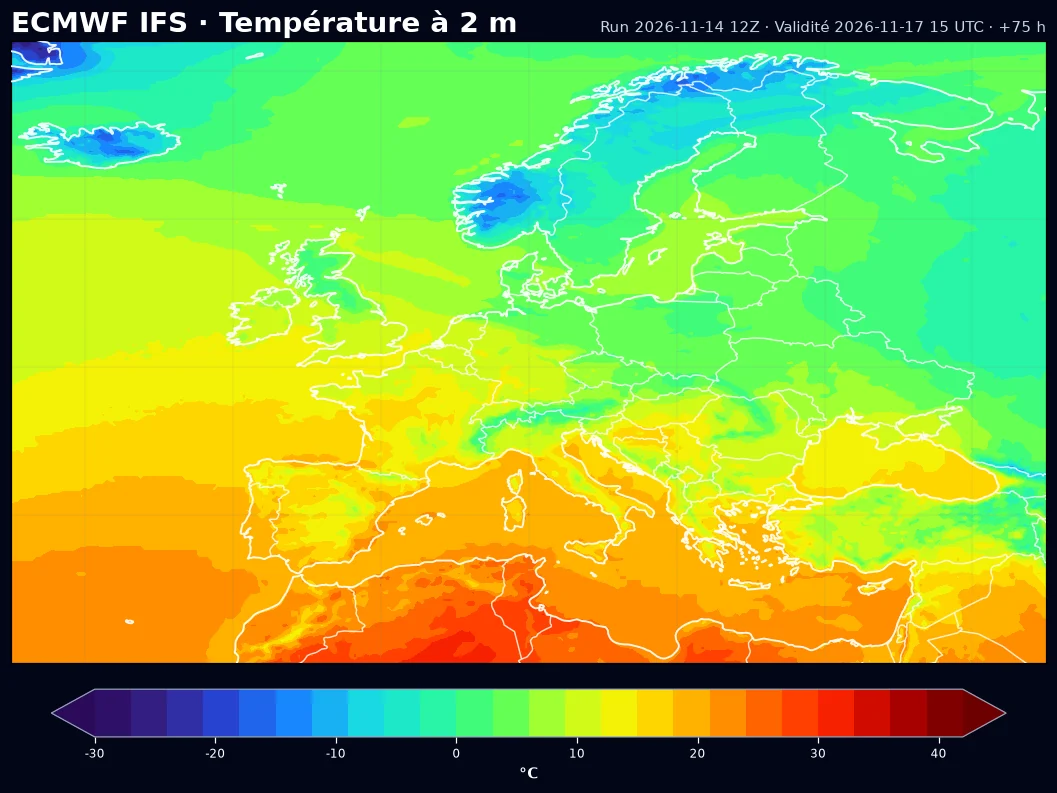 ECMWF IFS · Température à 2 m
Run 2026-11-14 12Z · Validité 2026-11-17 15 UTC · +75 h
-30 -20 -10 0 10 20 30 40
°C